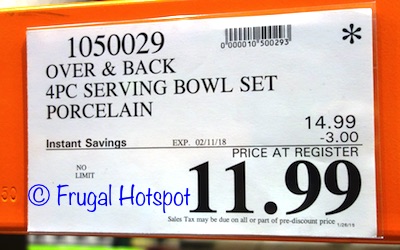 1050029
0000010500293
*
OVER & BACK
4PC SERVING BOWL SET
PORCELAIN
14.99
Instant Savings EXP. 02/11/18 -3.00
PRICE AT REGISTER
NO
LIMIT
11.99
© Frugal Hotspot
Sales Tax may be due on all or part of pre-discount price
50